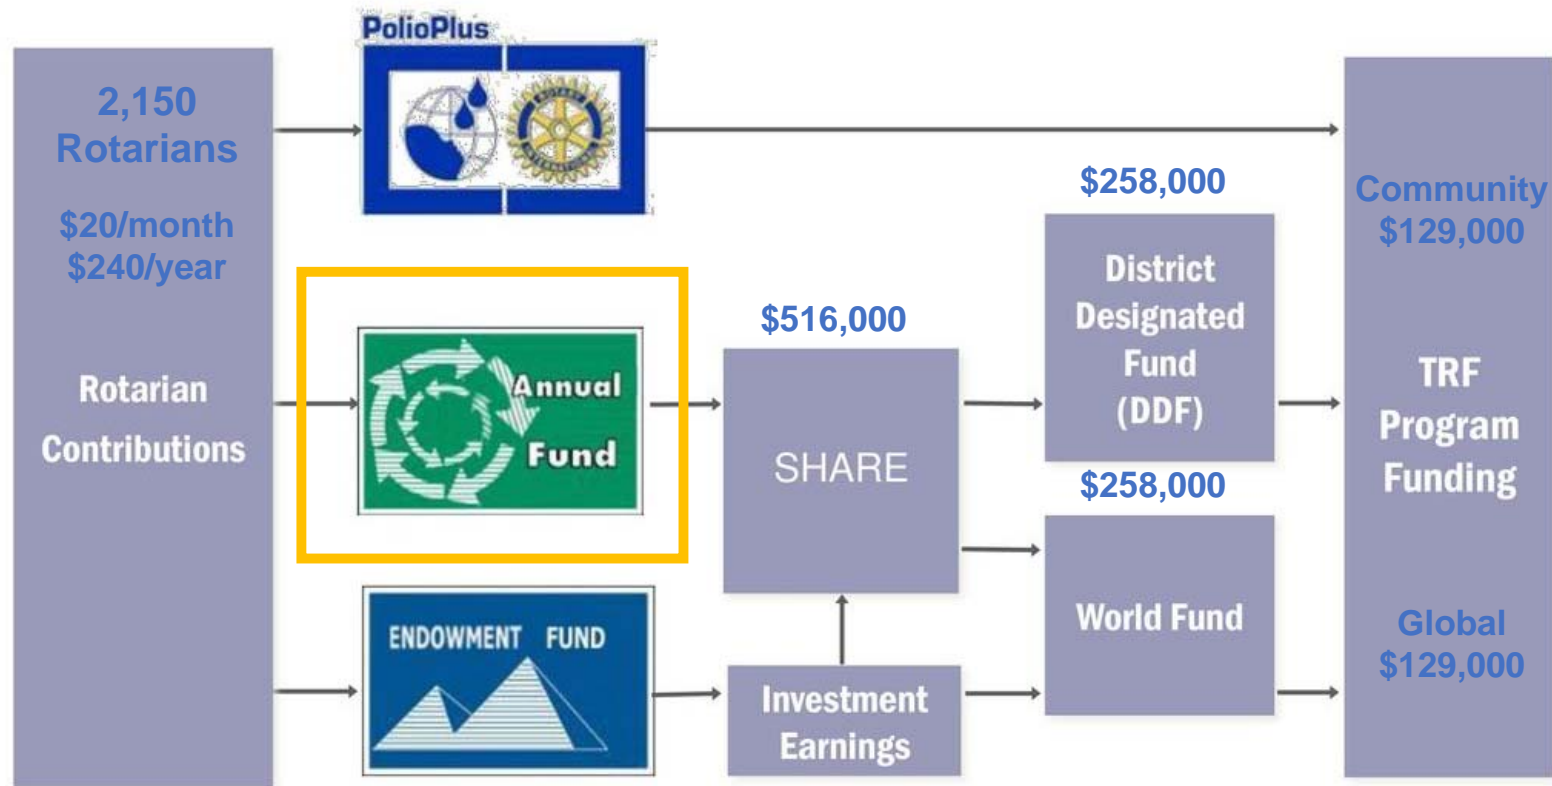 PolioPlus
2,150
Rotarians
$20/month
$240/year
Rotarian
Contributions
ROTARY
INTERNATIONAL
Annual
Fund
ENDOWMENT FUND
$516,000
SHARE
Investment
Earnings
$258,000
District
Designated
Fund
(DDF)
$258,000
World Fund
Community
$129,000
TRF
Program
Funding
Global
$129,000